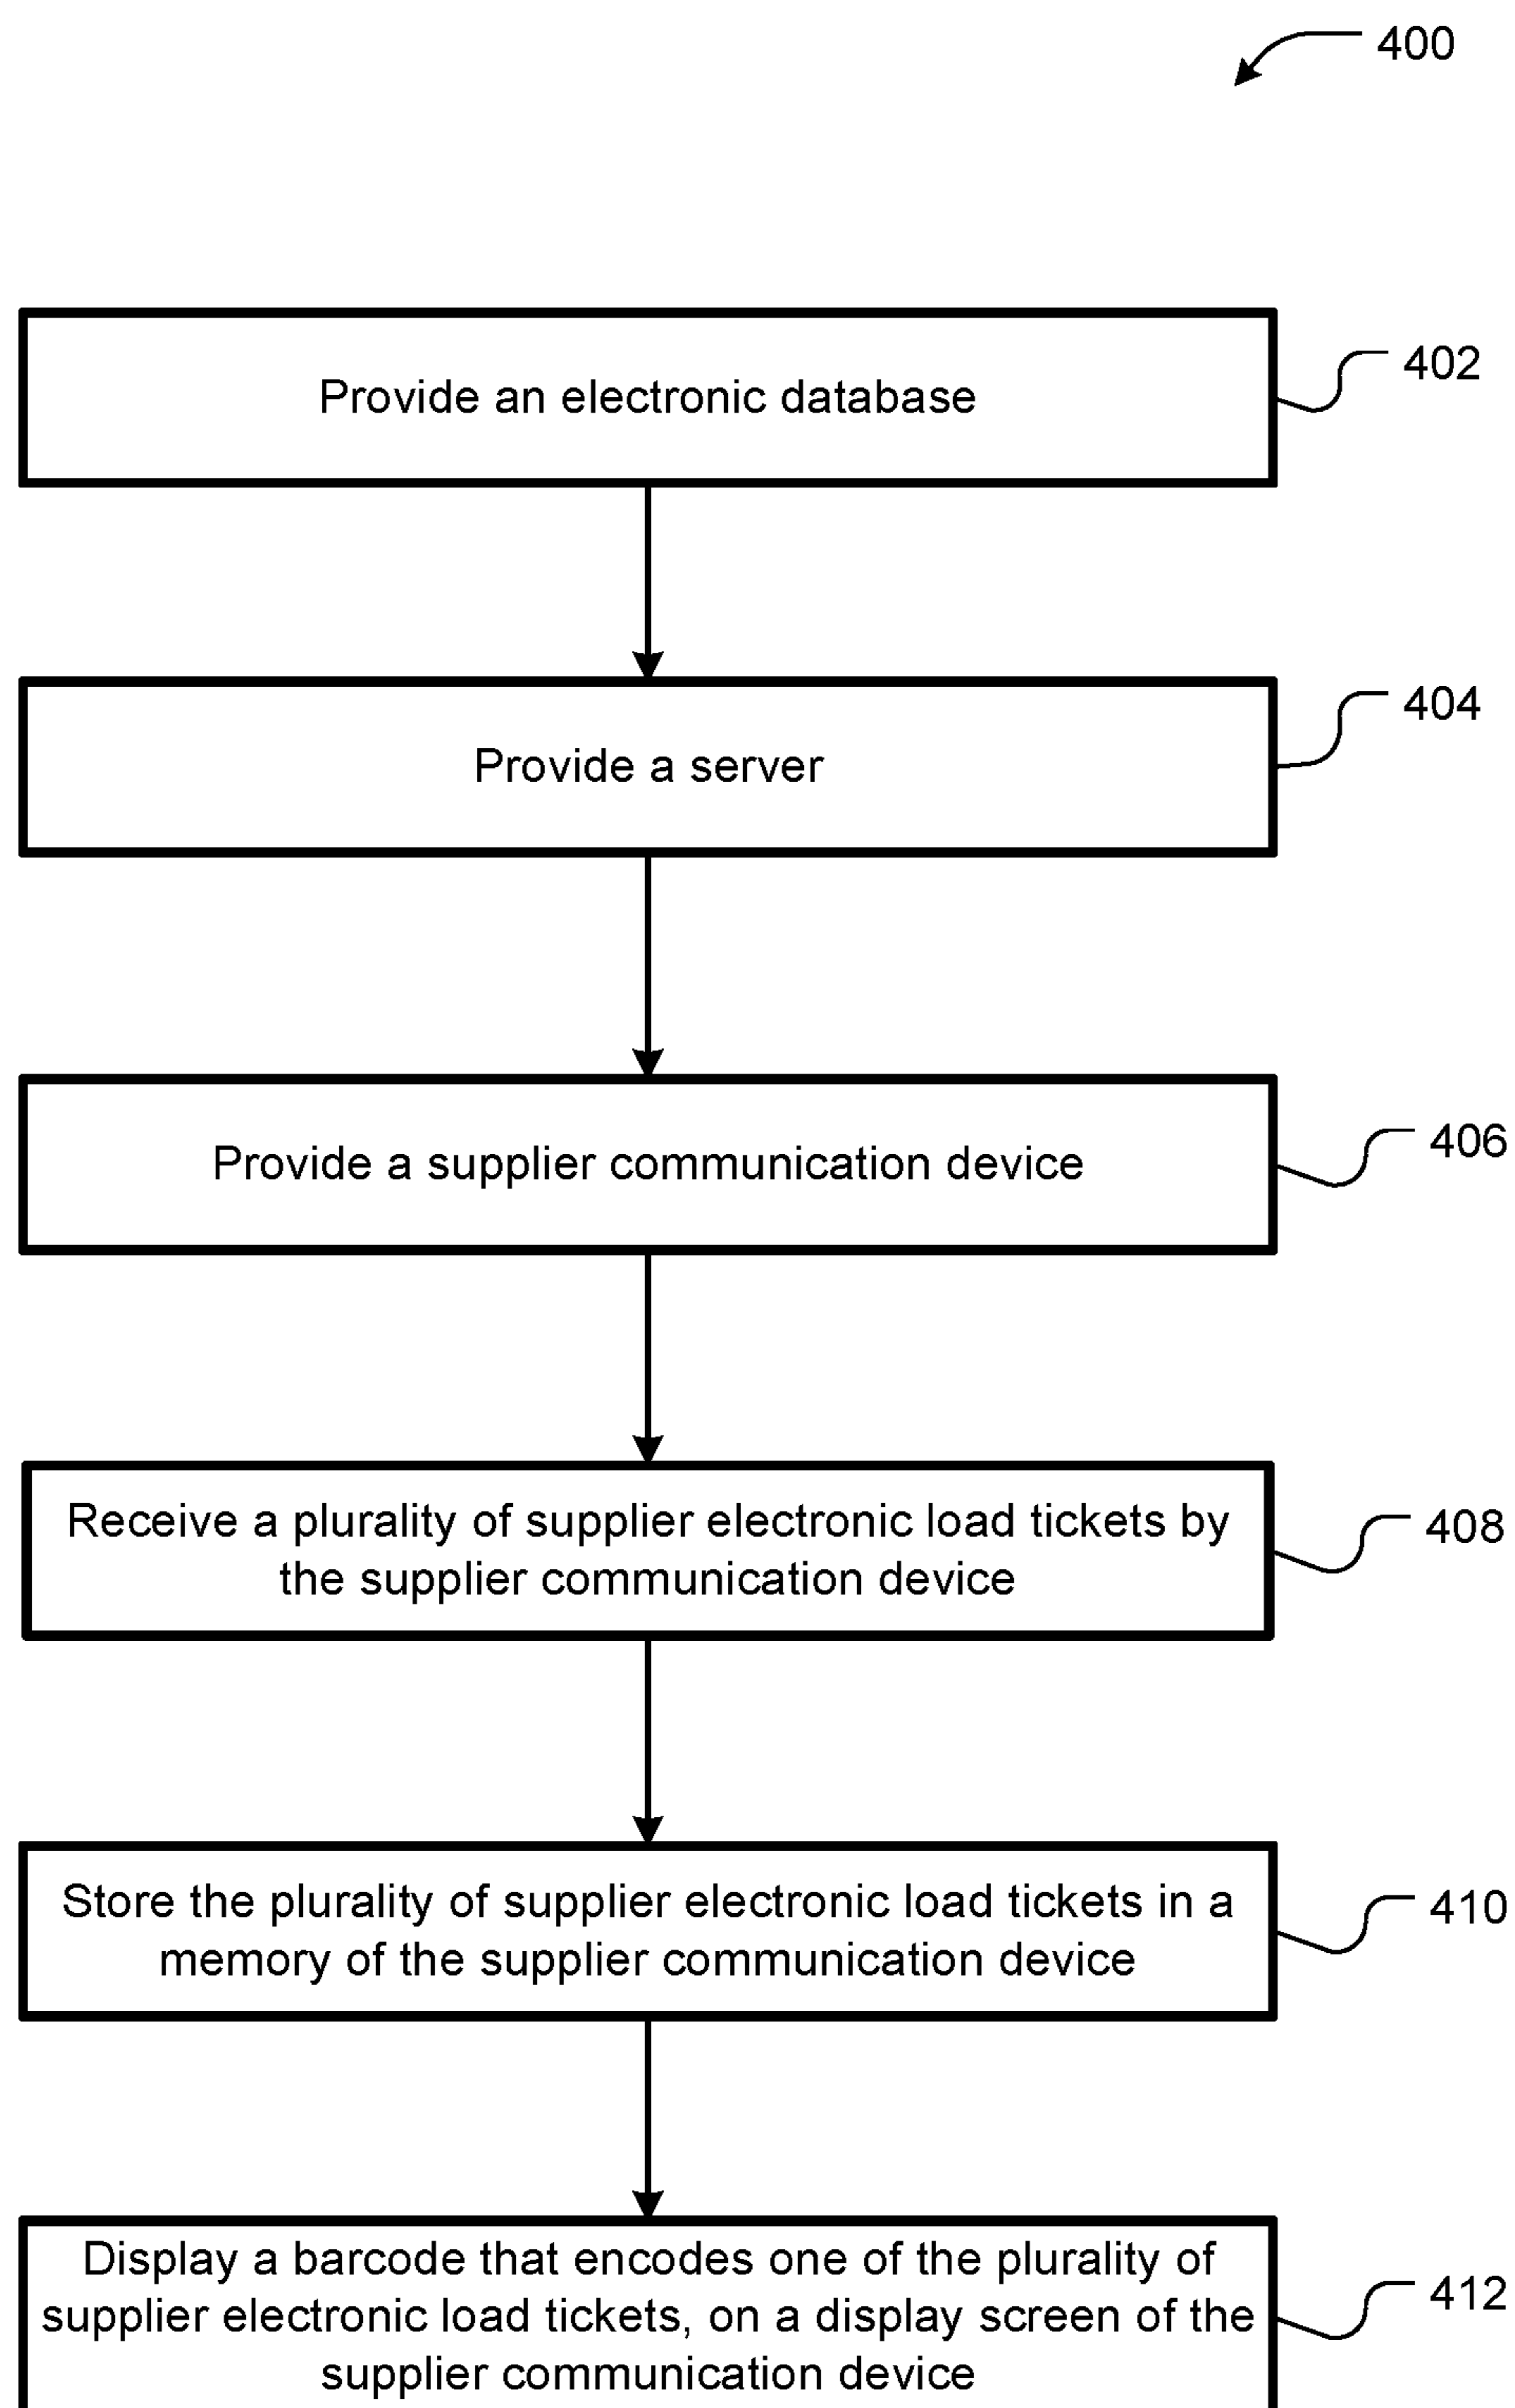 400
Provide an electronic database
402
Provide a server
404
Provide a supplier communication device
406
Receive a plurality of supplier electronic load tickets by
the supplier communication device
408
Store the plurality of supplier electronic load tickets in a
memory of the supplier communication device
410
Display a barcode that encodes one of the plurality of
supplier electronic load tickets, on a display screen of the
supplier communication device
412